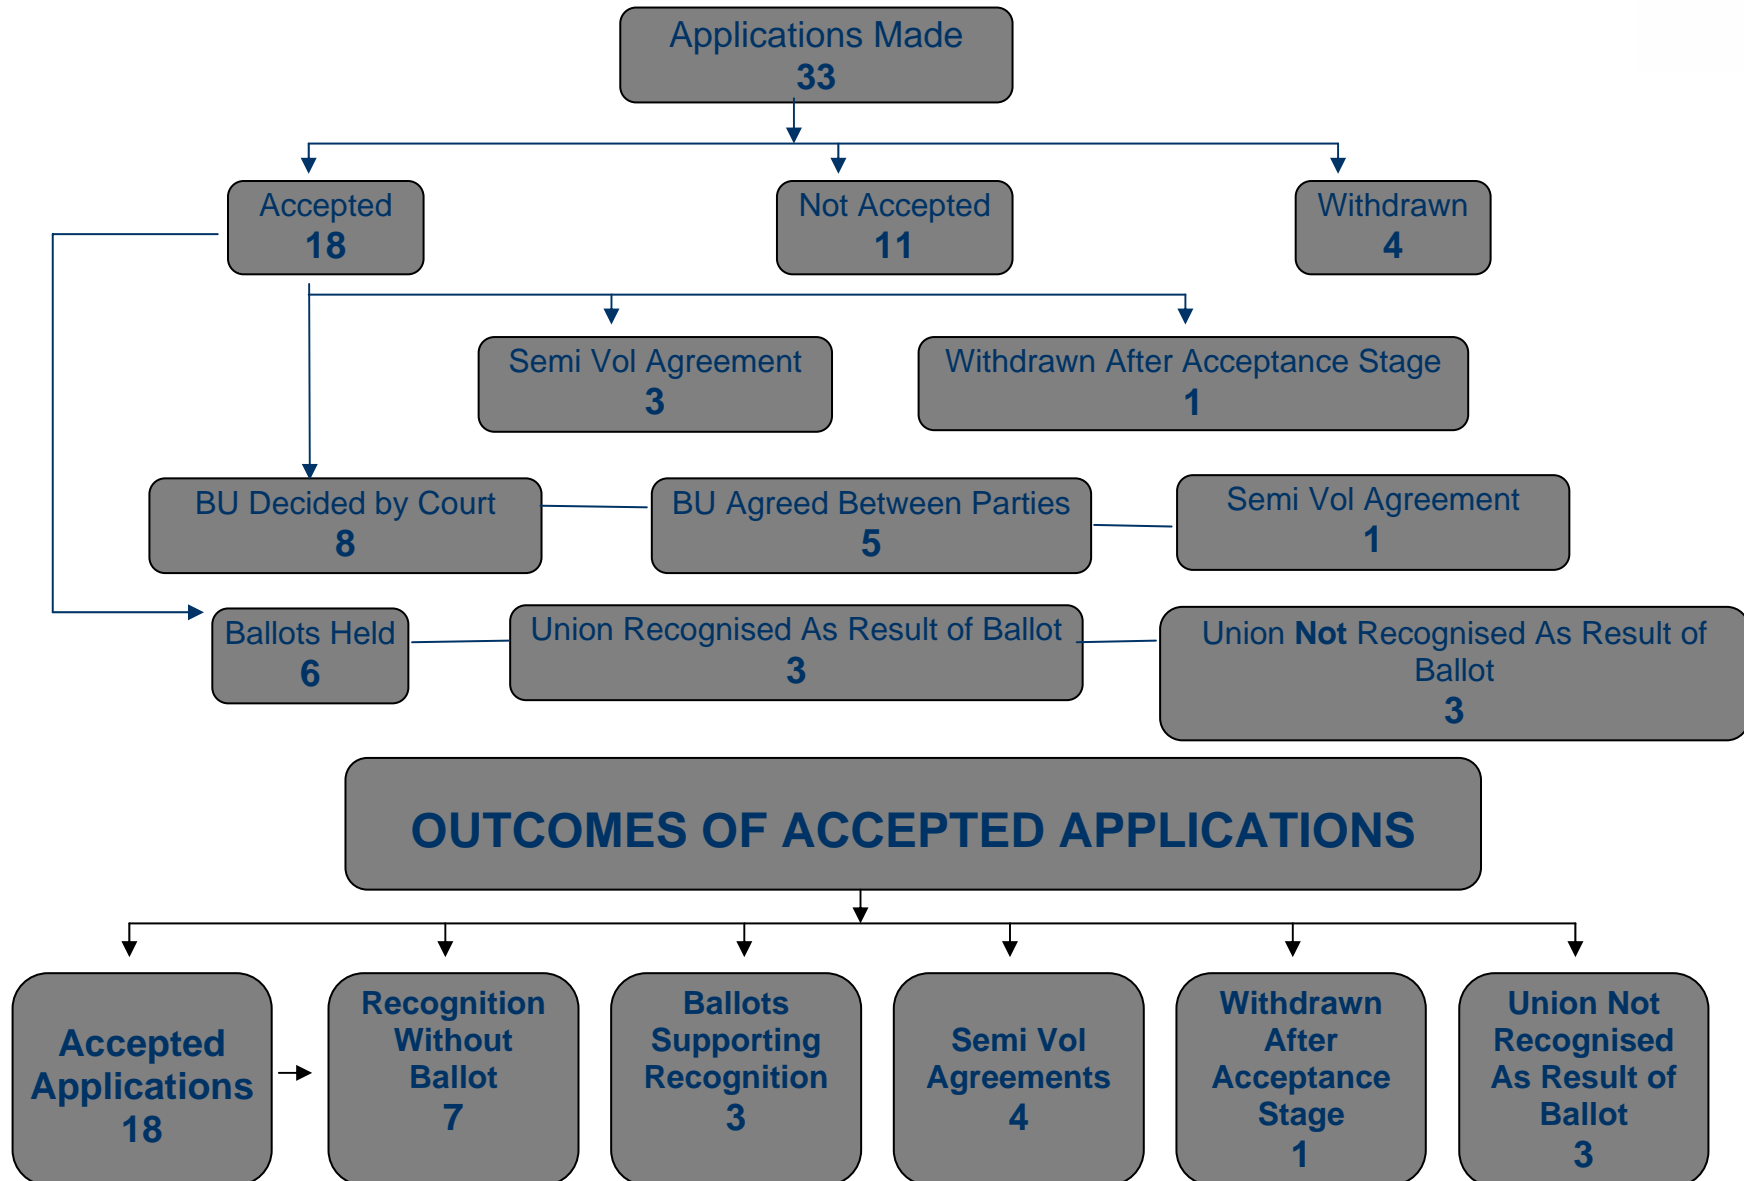 Applications Made
33
Accepted
18
Not Accepted
11
Withdrawn
4
Semi Vol Agreement
3
Withdrawn After Acceptance Stage
1
BU Decided by Court
8
BU Agreed Between Parties
5
Semi Vol Agreement
1
Ballots Held
6
Union Recognised As Result of Ballot
3
Union Not Recognised As Result of
Ballot
3
OUTCOMES OF ACCEPTED APPLICATIONS
Accepted
Applications
18
Recognition
Without
Ballot
7
Ballots
Supporting
Recognition
3
Semi Vol
Agreements
4
Withdrawn
After
Acceptance
Stage
1
Union Not
Recognised
As Result of
Ballot
3